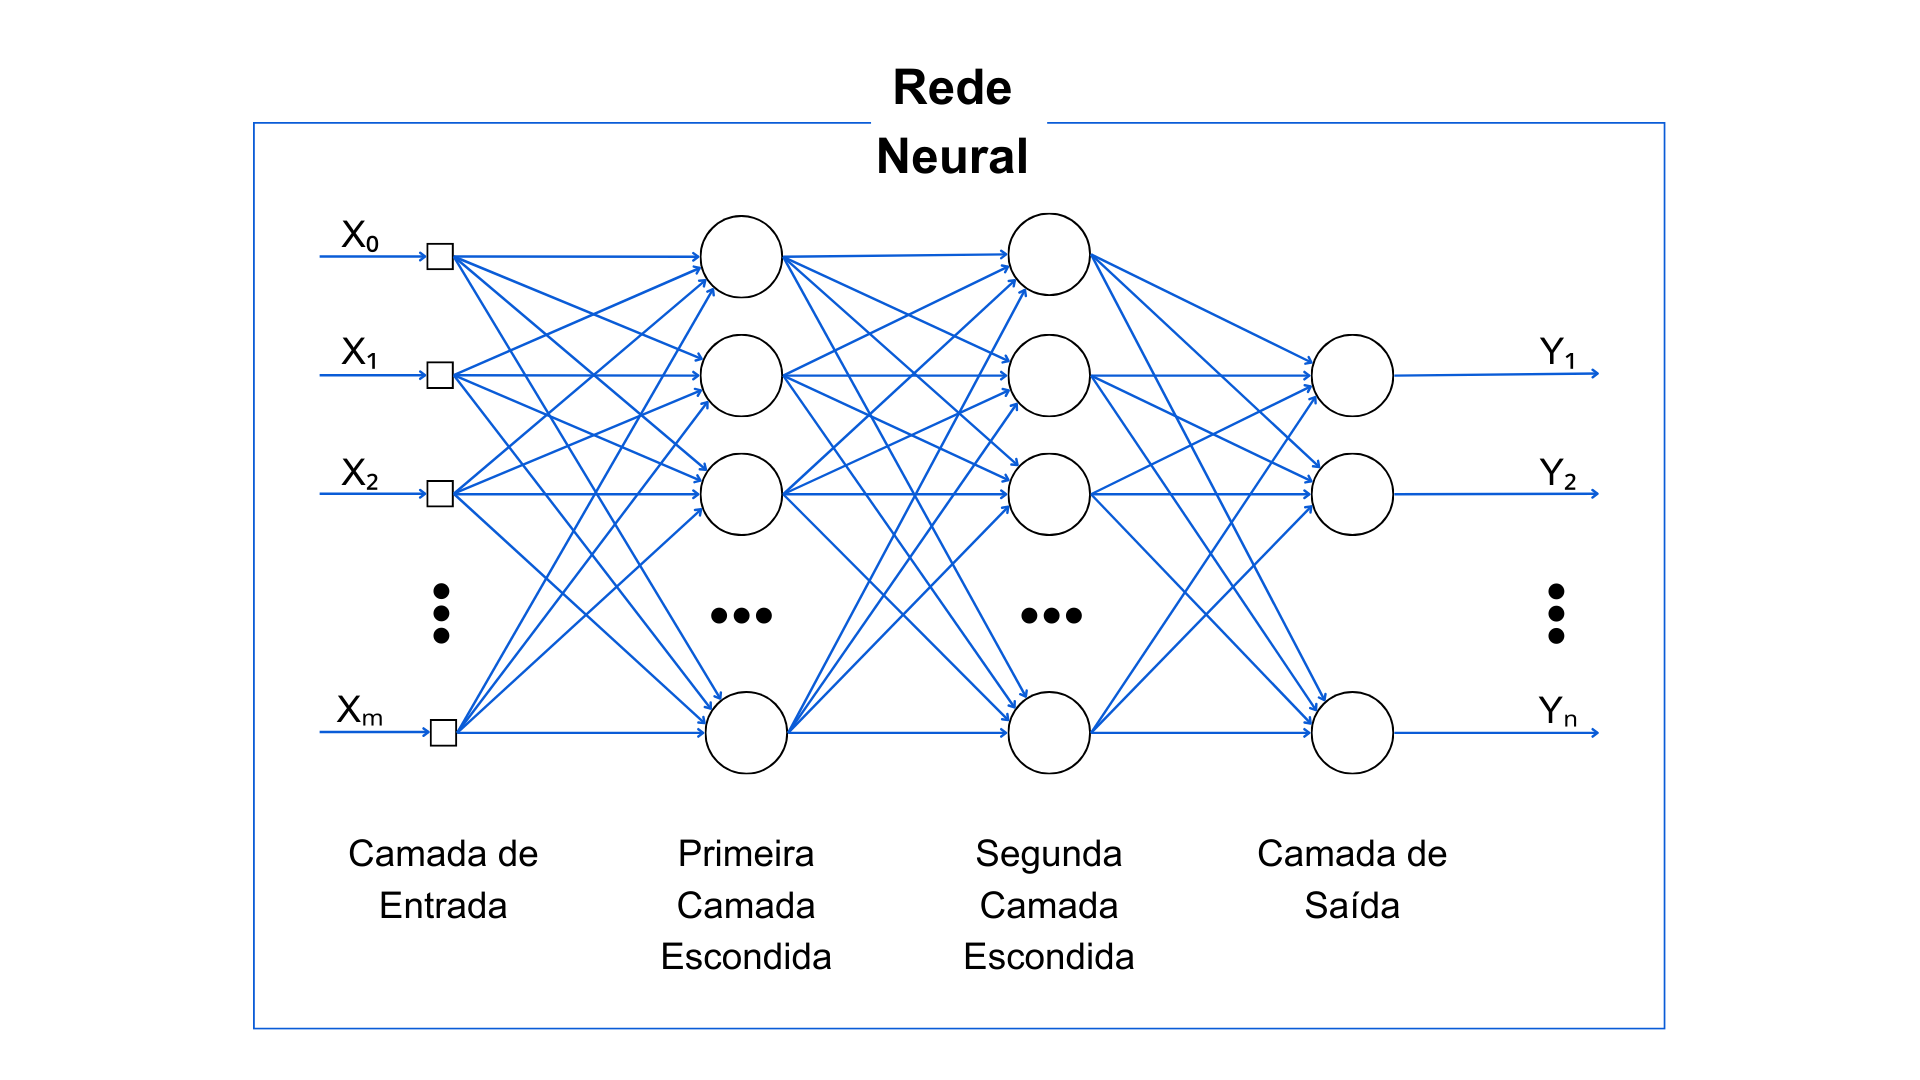 Rede
Neural
X₀
X₁
Y₁
X₂
Y₂
Xₘ
Yₙ
Camada de
Entrada
Primeira
Camada
Escondida
Segunda
Camada
Escondida
Camada de
Saída